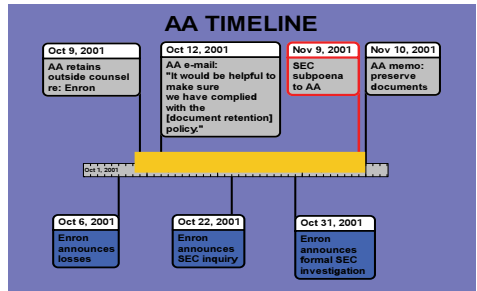 AA TIMELINE
Oct 9, 2001
AA retains
outside counsel
re: Enron
Oct 12, 2001
AA e-mail:
"It would be helpful to
make sure
we have complied
with the
[document retention]
policy."
Nov 9, 2001
SEC
subpoena
to AA
Nov 10, 2001
AA memo:
preserve
documents
Oct 1, 2001
Oct 6, 2001
Enron
announces
losses
Oct 22, 2001
Enron
announces
SEC inquiry
Oct 31, 2001
Enron
announces
formal SEC
investigation